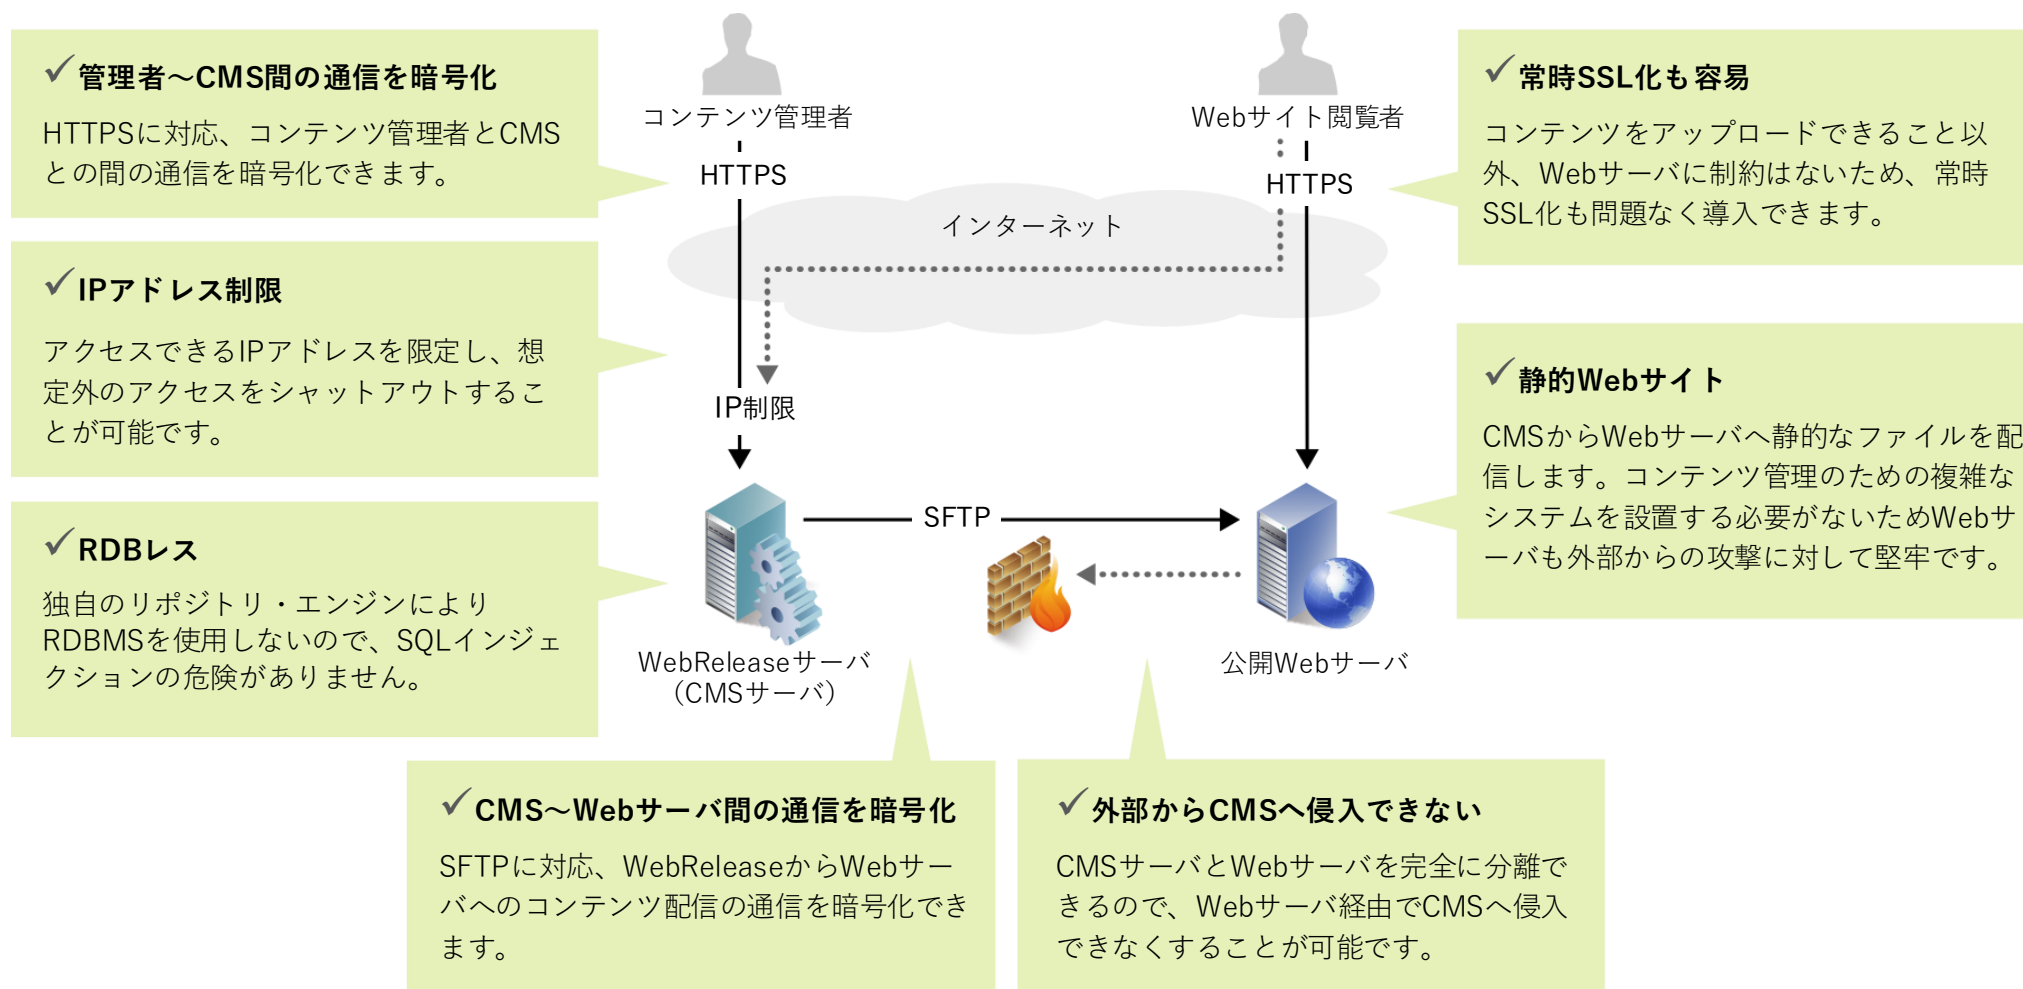 管理者～CMS間の通信を暗号化
HTTPSに対応、コンテンツ管理者とCMS
との間の通信を暗号化できます。
IPアドレス制限
アクセスできるIPアドレスを限定し、想
定外のアクセスをシャットアウトするこ
とが可能です。
RDBレス
独自のリポジトリ・エンジンにより
RDBMSを使用しないので、SQLインジェ
クションの危険がありません。
コンテンツ管理者
HTTPS
Webサイト閲覧者
HTTPS
インターネット
IP制限
SFTP
WebReleaseサーバ
（CMSサーバ）
公開Webサーバ
常時SSL化も容易
コンテンツをアップロードできること以
外、Webサーバに制約はないため、常時
SSL化も問題なく導入できます。
静的Webサイト
CMSからWebサーバへ静的なファイルを配
信します。コンテンツ管理のための複雑な
システムを設置する必要がないためWebサ
ーバも外部からの攻撃に対して堅牢です。
CMS～Webサーバ間の通信を暗号化
SFTPに対応、WebReleaseからWebサー
バへのコンテンツ配信の通信を暗号化でき
ます。
外部からCMSへ侵入できない
CMSサーバとWebサーバを完全に分離で
きるので、Webサーバ経由でCMSへ侵入
できなくすることが可能です。